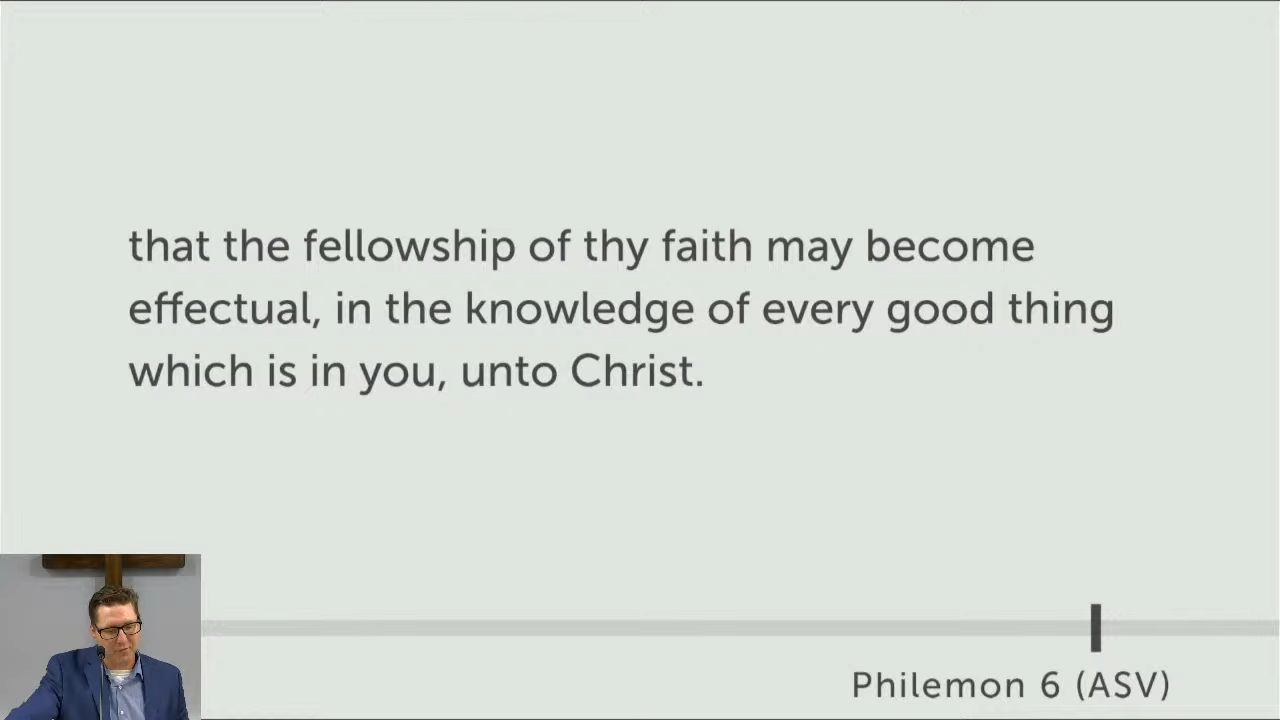 that the fellowship of thy faith may become
effectual, in the knowledge of every good thing
which is in you, unto Christ.
Philemon 6 (ASV)